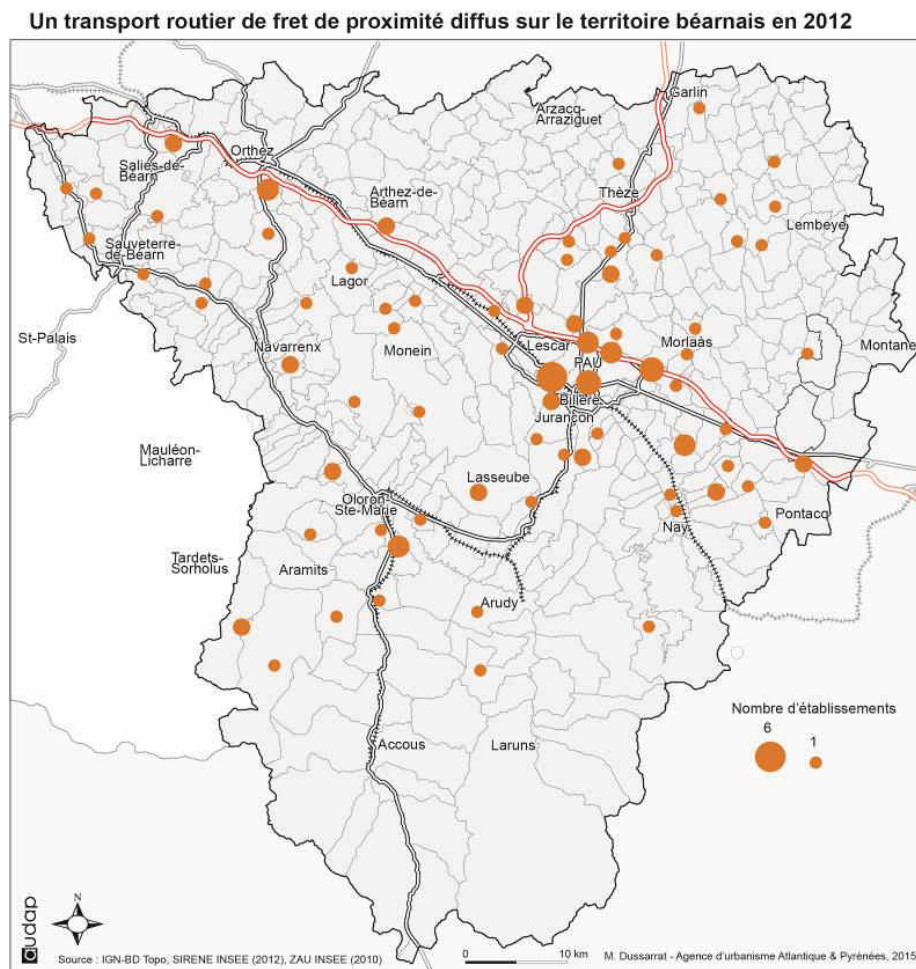 Un transport routier de fret de proximité diffus sur le territoire béarnais en 2012
Garlin
Arzacq-
Arraziguet
Orthez
Salies-de-
Béarn
Thèze
Arthez-de-
Béarn
Lembeye
Sauveterre-
de-Béarn
Lagor
St-Palais
Lescar
Morlaàs
Montane
Navarrenx
Monein
PAU
Billère
Jurançon
Mauléon-
Licharre
Lasseube
Oloron-
Ste-Marie
Nay
Pontacq
Tardets-
Sorholus
Aramits
Arudy
Nombre d'établissements
6
1
Accous
Laruns
N
audap
Source : IGN-BD Topo, SIRENE INSEE (2012), ZAU INSEE (2010)
0
10 km
M. Dussarrat - Agence d'urbanisme Atlantique & Pyrénées, 2015